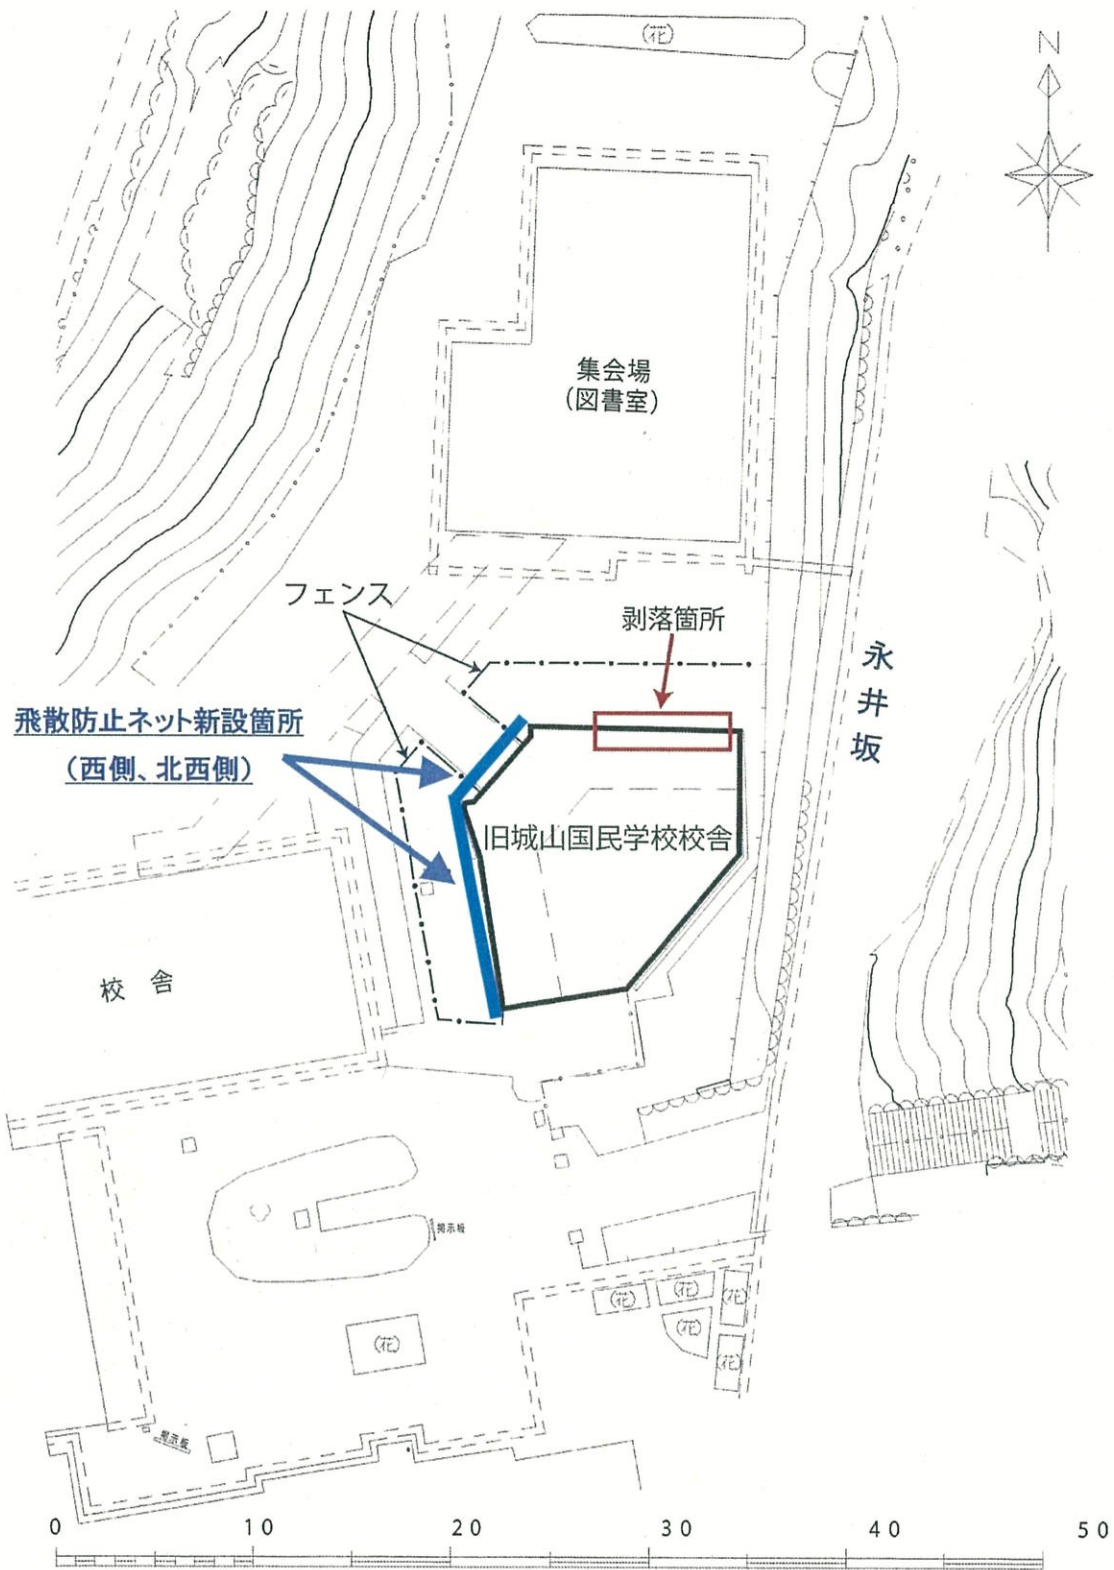 (花)
N
集会場
(図書室)
フェンス
剥落箇所
永井坂
飛散防止ネット新設箇所
(西側、北西側)
旧城山国民学校校舎
校 舎
掲示板
(花)
(花)
(花)
(花)
(花)
(花)
掲示板
0 10 20 30 40 50